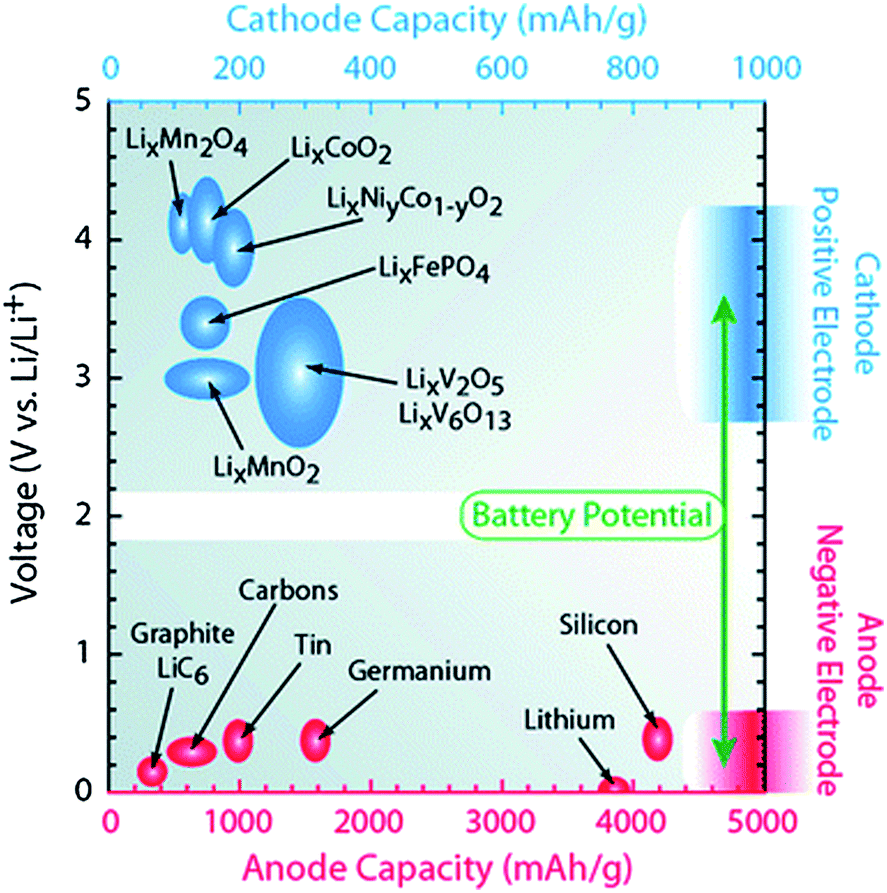 Cathode Capacity (mAh/g)
0 200 400 600 800 1000
5
4
3
2
1
0
Voltage (V vs. Li/Li⁺)
LiₓMn₂O₄
LiₓCoO₂
LiₓNiyCo₁₋yO₂
LiₓFePO₄
LiₓV₂O₅
LiₓV₆O₁₃
LiₓMnO₂
Battery Potential
Cathode
Positive Electrode
Anode
Negative Electrode
Carbons
Graphite
LiC₆
Tin
Germanium
Silicon
Lithium
0 1000 2000 3000 4000 5000
Anode Capacity (mAh/g)